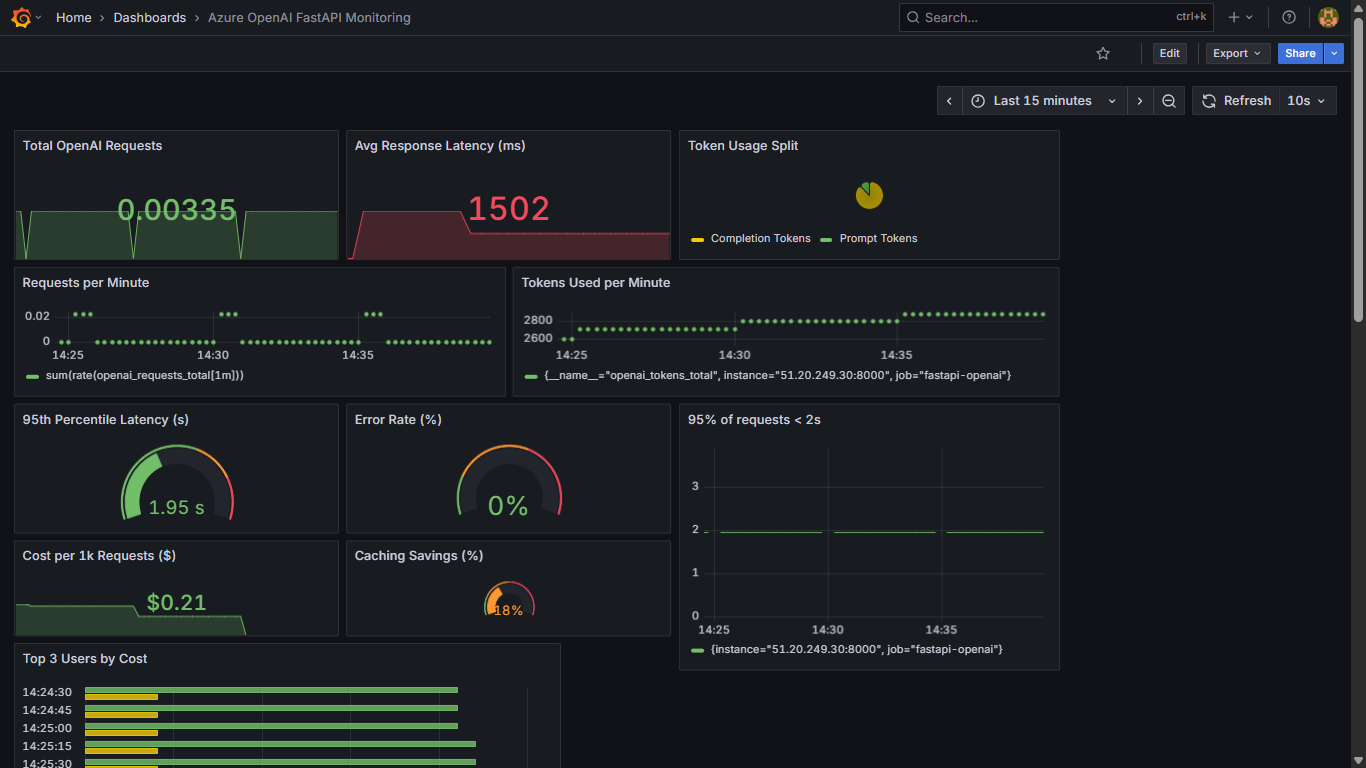 Home › Dashboards › Azure OpenAI FastAPI Monitoring
Search... ctrl+k
Edit Export Share
Last 15 minutes Refresh 10s
Total OpenAI Requests
0.00335
Avg Response Latency (ms)
1502
Token Usage Split
Completion Tokens Prompt Tokens
Requests per Minute
0.02
0
14:25 14:30 14:35
sum(rate(openai_requests_total[1m]))
Tokens Used per Minute
2800
2600
14:25 14:30 14:35
{__name__="openai_tokens_total", instance="51.20.249.30:8000", job="fastapi-openai"}
95th Percentile Latency (s)
1.95 s
Error Rate (%)
0%
95% of requests < 2s
3
2
1
0
14:25 14:30 14:35
{instance="51.20.249.30:8000", job="fastapi-openai"}
Cost per 1k Requests ($)
$0.21
Caching Savings (%)
18%
Top 3 Users by Cost
14:24:30
14:24:45
14:25:00
14:25:15
14:25:30